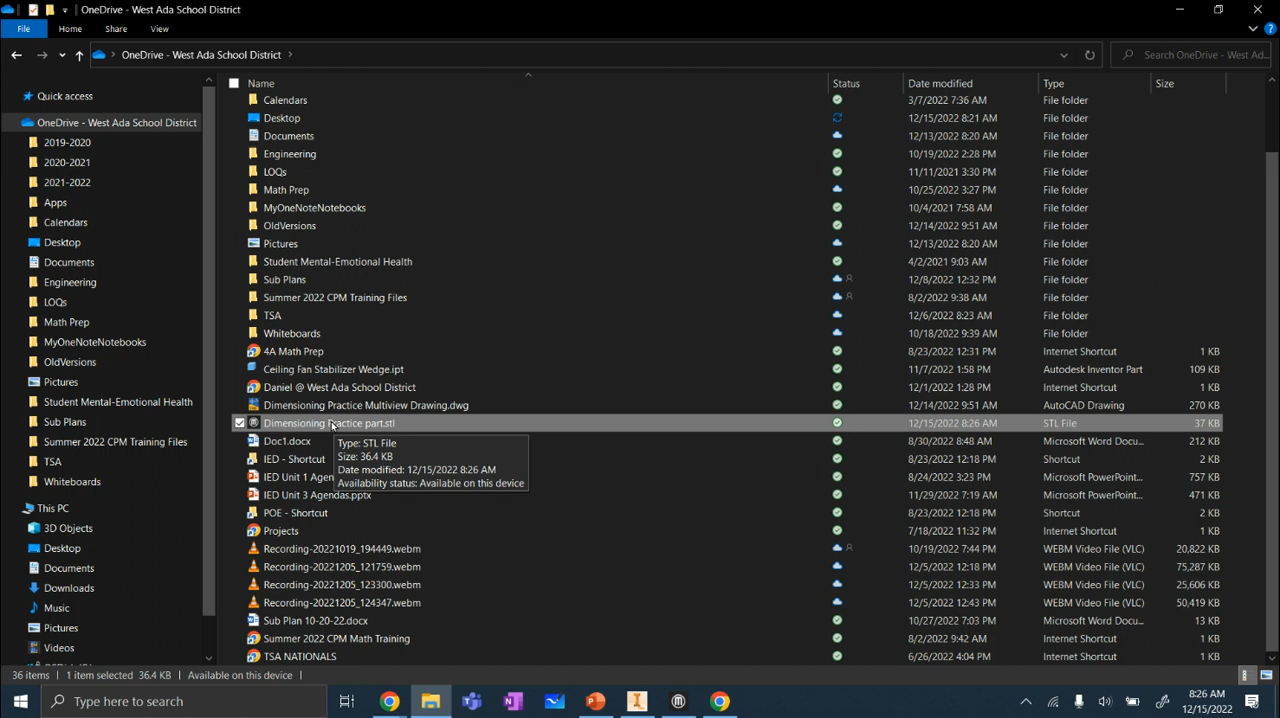 OneDrive - West Ada School District
File Home Share View
OneDrive - West Ada School District
Search OneDrive - West Ad...
Name Status Date modified Type Size
Quick access
OneDrive - West Ada School District
2019-2020
2020-2021
2021-2022
Apps
Calendars
Desktop
Documents
Engineering
LOQs
Math Prep
MyOneNoteNotebooks
OldVersions
Pictures
Student Mental-Emotional Health
Sub Plans
Summer 2022 CPM Training Files
TSA
Whiteboards
This PC
3D Objects
Desktop
Documents
Downloads
Music
Pictures
Videos
Calendars 3/7/2022 7:36 AM File folder
Desktop 12/15/2022 8:21 AM File folder
Documents 12/13/2022 8:20 AM File folder
Engineering 10/19/2022 2:28 PM File folder
LOQs 11/11/2021 3:30 PM File folder
Math Prep 10/25/2022 3:27 PM File folder
MyOneNoteNotebooks 10/4/2021 7:58 AM File folder
OldVersions 12/14/2022 9:51 AM File folder
Pictures 12/13/2022 8:20 AM File folder
Student Mental-Emotional Health 4/2/2021 9:03 AM File folder
Sub Plans 12/8/2022 12:32 PM File folder
Summer 2022 CPM Training Files 8/2/2022 9:38 AM File folder
TSA 12/6/2022 8:23 AM File folder
Whiteboards 10/18/2022 9:39 AM File folder
4A Math Prep 8/23/2022 12:31 PM Internet Shortcut 1 KB
Ceiling Fan Stabilizer Wedge.ipt 11/7/2022 1:58 PM Autodesk Inventor Part 109 KB
Daniel @ West Ada School District 12/1/2022 1:28 PM Internet Shortcut 1 KB
Dimensioning Practice Multiview Drawing.dwg 12/14/2022 9:51 AM AutoCAD Drawing 270 KB
Dimensioning Practice part.stl 12/15/2022 8:26 AM STL File 37 KB
Doc1.docx 8/30/2022 8:48 AM Microsoft Word Docu... 212 KB
IED - Shortcut 8/23/2022 12:18 PM Shortcut 1 KB
IED Unit 1 Agen 8/24/2022 3:23 PM Microsoft PowerPoint... 476 KB
IED Unit 3 Agendas.pptx 11/29/2022 7:19 AM Microsoft PowerPoint... 471 KB
POE - Shortcut 8/23/2022 12:18 PM Shortcut 2 KB
Projects 7/18/2022 11:32 PM Internet Shortcut 1 KB
Recording-20221019_194449.webm 10/19/2022 7:44 PM WEBM Video File (VLC) 20,822 KB
Recording-20221205_121759.webm 12/5/2022 12:18 PM WEBM Video File (VLC) 75,287 KB
Recording-20221205_123300.webm 12/5/2022 12:33 PM WEBM Video File (VLC) 25,606 KB
Recording-20221205_124347.webm 12/5/2022 12:43 PM WEBM Video File (VLC) 50,419 KB
Sub Plan 10-20-22.docx 10/27/2022 7:03 PM Microsoft Word Docu... 13 KB
Summer 2022 CPM Math Training 8/2/2022 9:42 AM Internet Shortcut 1 KB
TSA NATIONALS 6/26/2022 4:04 PM Internet Shortcut 1 KB
Type: STL File
Size: 36.4 KB
Date modified: 12/15/2022 8:26 AM
Availability status: Available on this device
36 items 1 item selected 36.4 KB Available on this device
Type here to search
8:26 AM
12/15/2022